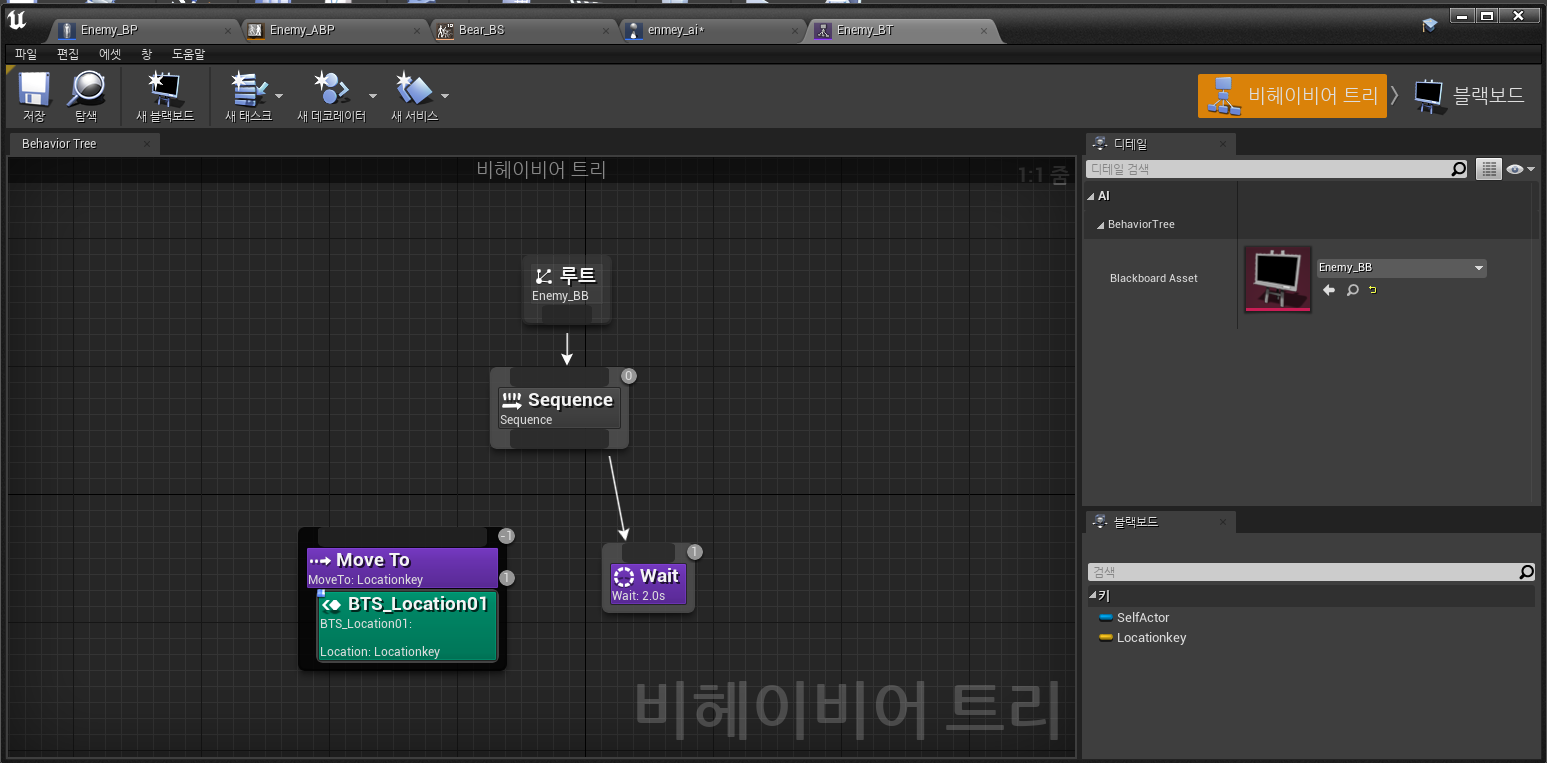 Enemy_BP
Enemy_ABP
Bear_BS
enmey_ai*
Enemy_BT
파일 편집 에셋 창 도움말
저장
탐색
새 블랙보드
새 태스크
새 데코레이터
새 서비스
비헤이비어 트리
블랙보드
Behavior Tree
비헤이비어 트리
1:1 줌
루트
Enemy_BB
0
Sequence
Sequence
-1
Move To
MoveTo: Locationkey
1
BTS_Location01
BTS_Location01:
Location: Locationkey
1
Wait
Wait: 2.0s
비헤이비어 트리
디테일
디테일 검색
AI
BehaviorTree
Blackboard Asset
Enemy_BB
블랙보드
검색
키
SelfActor
Locationkey